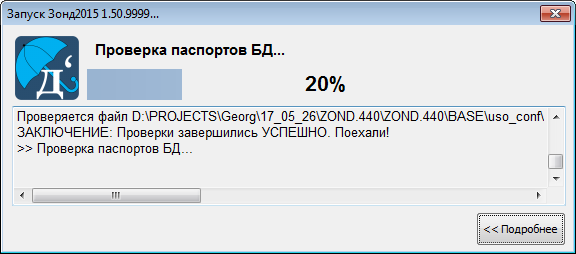 Запуск Зонд2015 1.50.9999...
Проверка паспортов БД...
Д
20%
Проверяется файл D:\PROJECTS\Georg\17_05_26\ZOND.440\ZOND.440\BASE\uso_conf\
ЗАКЛЮЧЕНИЕ: Проверки завершились УСПЕШНО. Поехали!
>> Проверка паспортов БД...
<< Подробнее